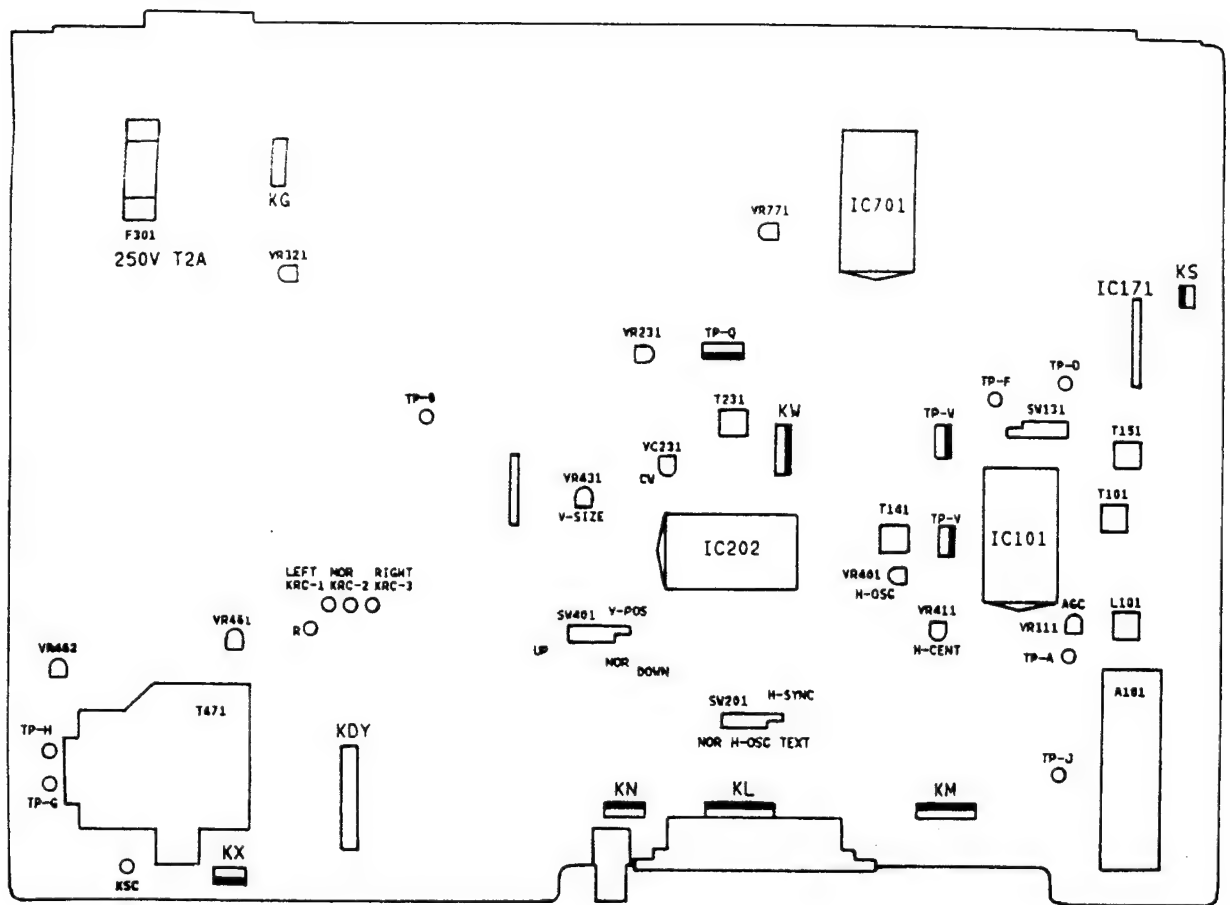 IC701
KG
F301
250V T2A
VR321
VR771
KS
IC171
VR231
TP-Q
TP-D
TP-F
TP-B
T231
KW
TP-W
SW131
T151
VC231
CW
VR431
V-SIZE
T101
T141
TP-V
IC202
IC101
LEFT NOR RIGHT
KRC-1 KRC-2 KRC-3
VR401
H-OSC
R
SW401 V-POS
UP
NOR
DOWN
VR411
H-CENT
AGC
VR111
L101
TP-A
VR461
VR462
T471
A101
SW201 H-SYNC
NOR H-OSC TEXT
TP-H
KDY
TP-G
TP-J
KN
KL
KM
KX
KSC